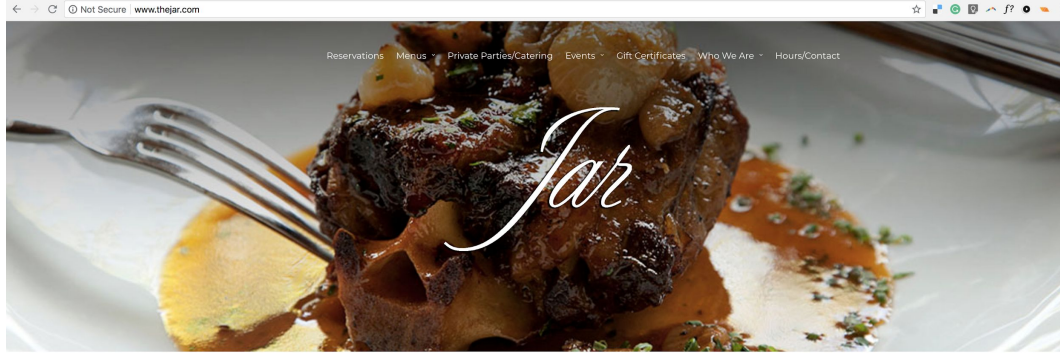 Not Secure www.thejar.com
f?
Reservations Menus Private Parties/Catering Events Gift Certificates Who We Are Hours/Contact
Jar